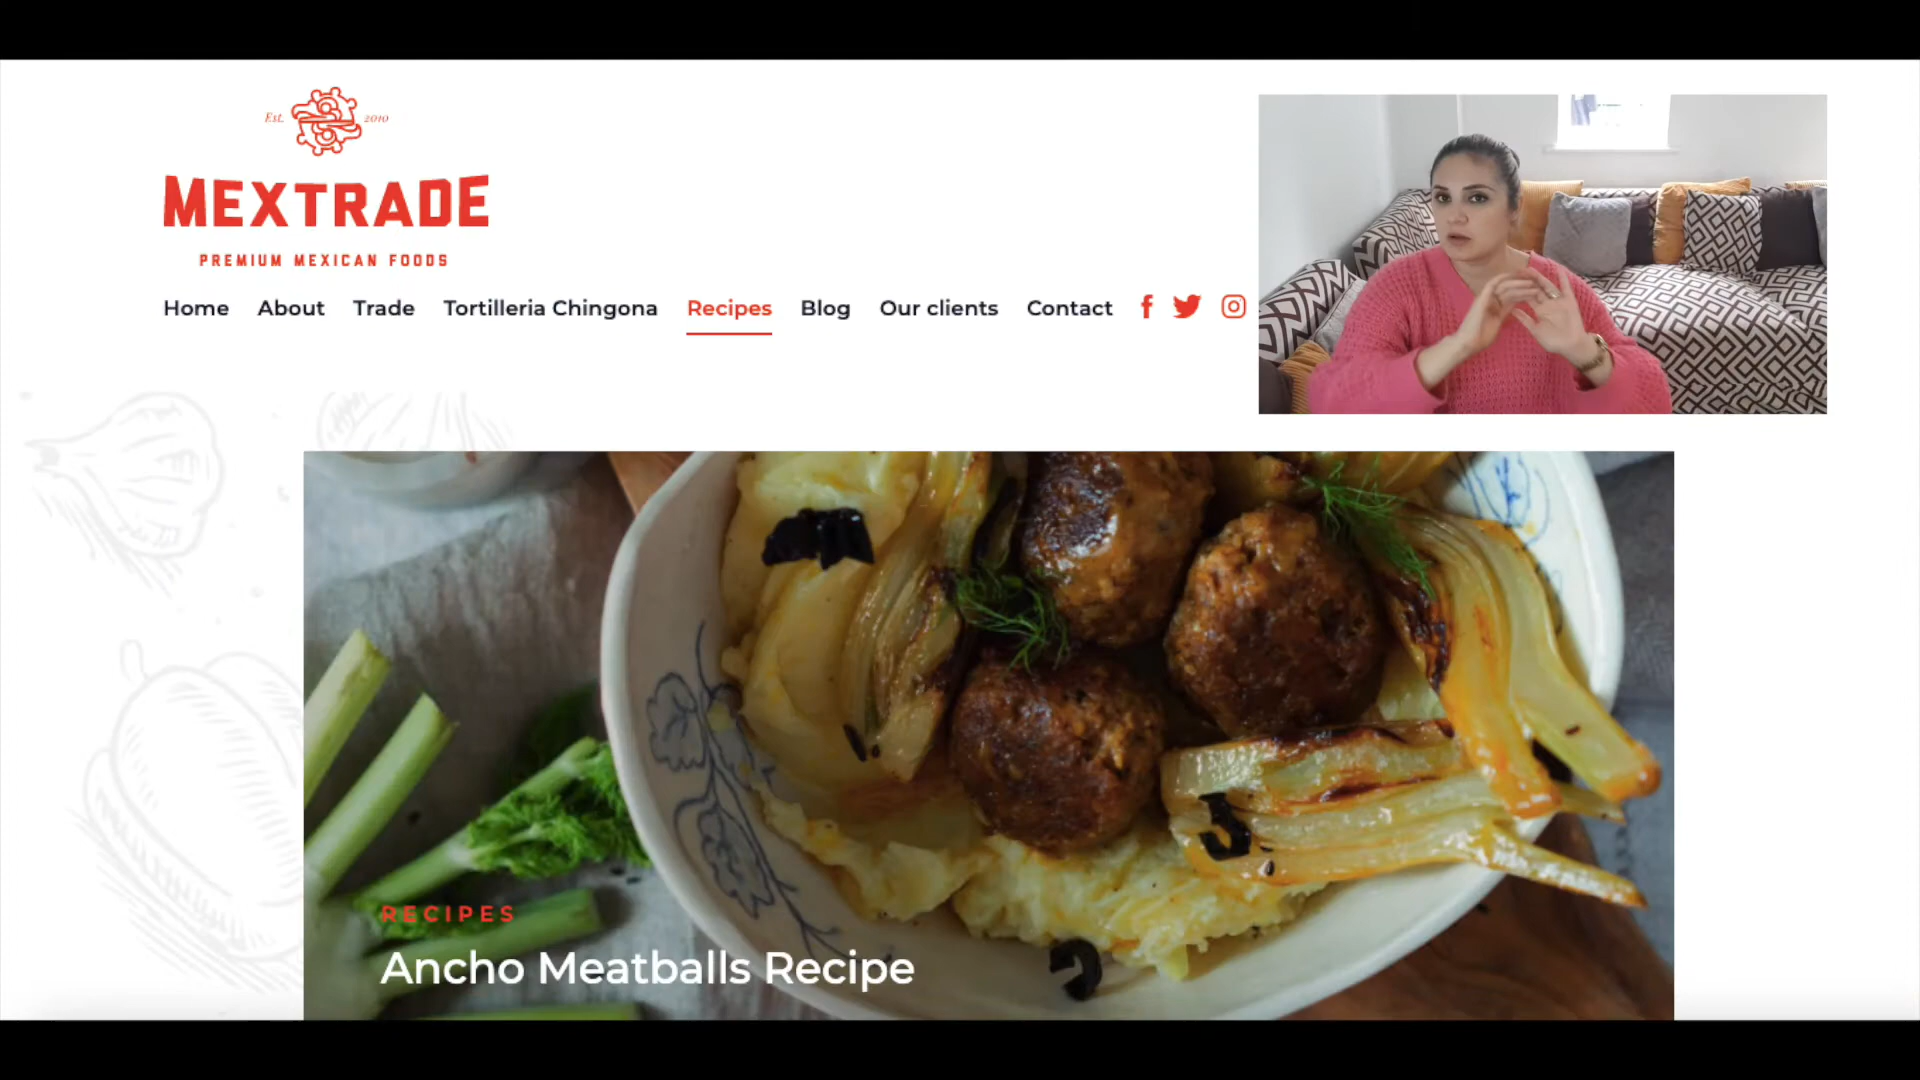 Est. 2010
MEXTRADE
PREMIUM MEXICAN FOODS
Home About Trade Tortilleria Chingona Recipes Blog Our clients Contact
RECIPES
Ancho Meatballs Recipe